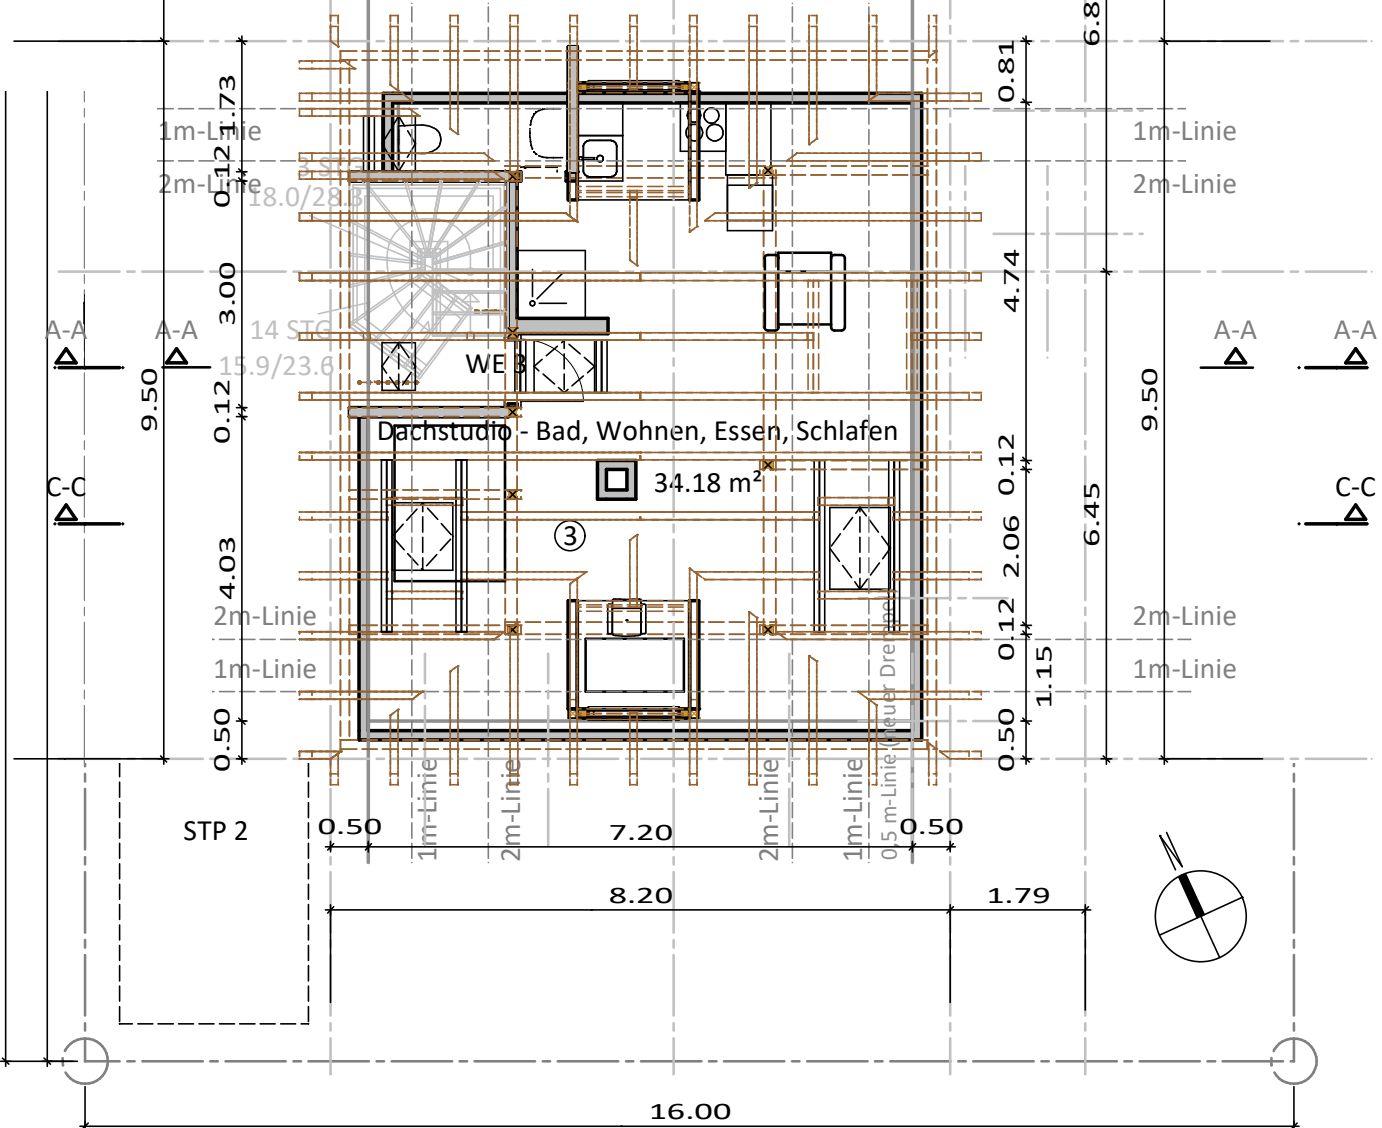 6.8
0.81
1.73
1m-Linie
1m-Linie
0.12
2m-Linie
2m-Linie
3 STG
18.0/28.3
4.74
3.00
A-A
A-A
14 STG
A-A
A-A
15.9/23.6
WE 3
9.50
9.50
0.12
Dachstudio - Bad, Wohnen, Essen, Schlafen
0.12
34.18 m²
C-C
C-C
6.45
3
2.06
4.03
2m-Linie
0.12
2m-Linie
1m-Linie
1.15
1m-Linie
0.50
0.50
1m-Linie
2m-Linie
2m-Linie
1m-Linie
0,5 m-Linie (neuer Drempel
STP 2
0.50
7.20
0.50
8.20
1.79
16.00